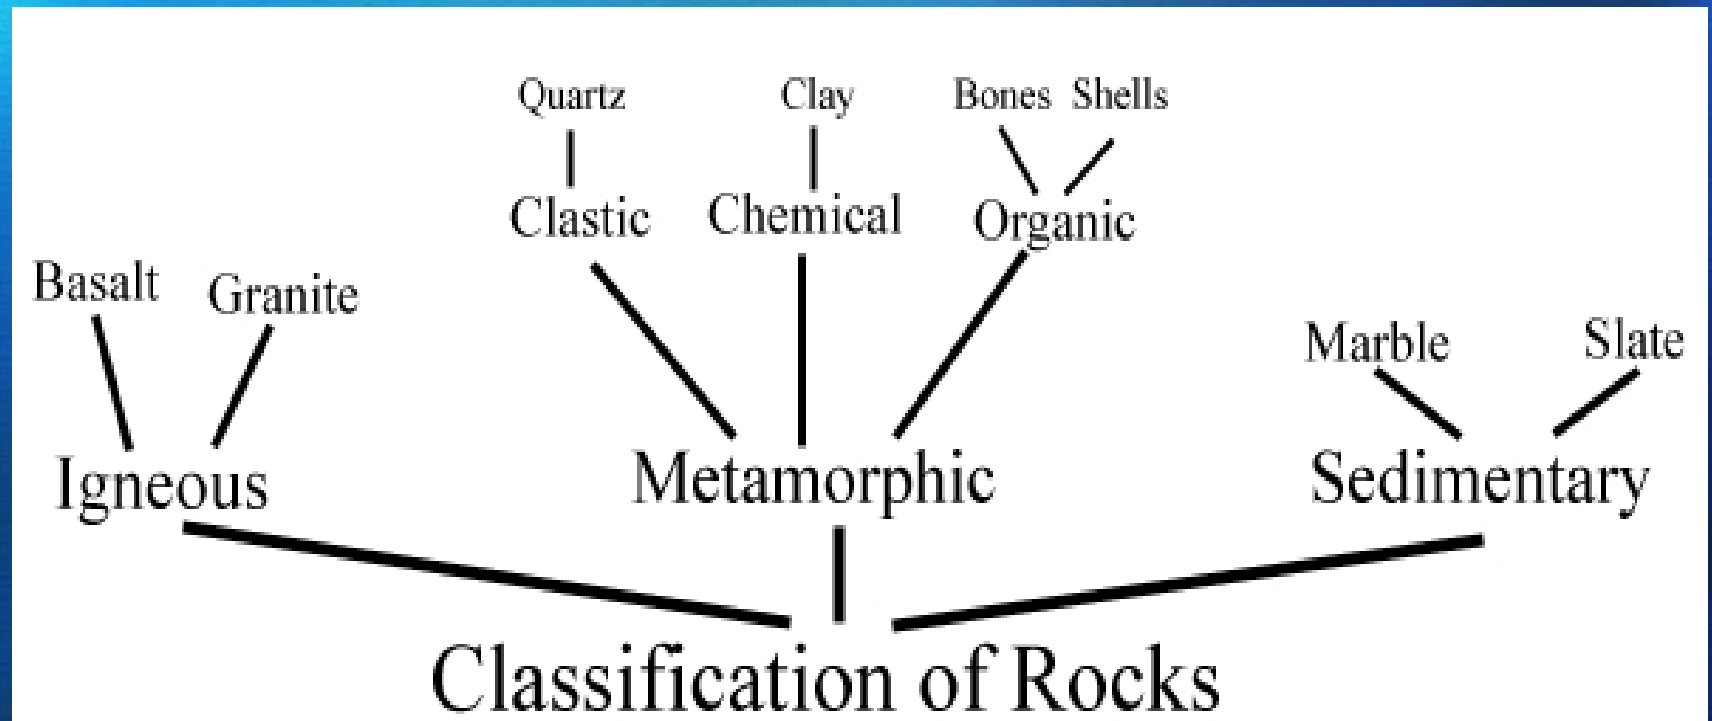 Quartz
Clay
Bones Shells
Clastic
Chemical
Organic
Basalt
Granite
Marble
Slate
Igneous
Metamorphic
Sedimentary
Classification of Rocks